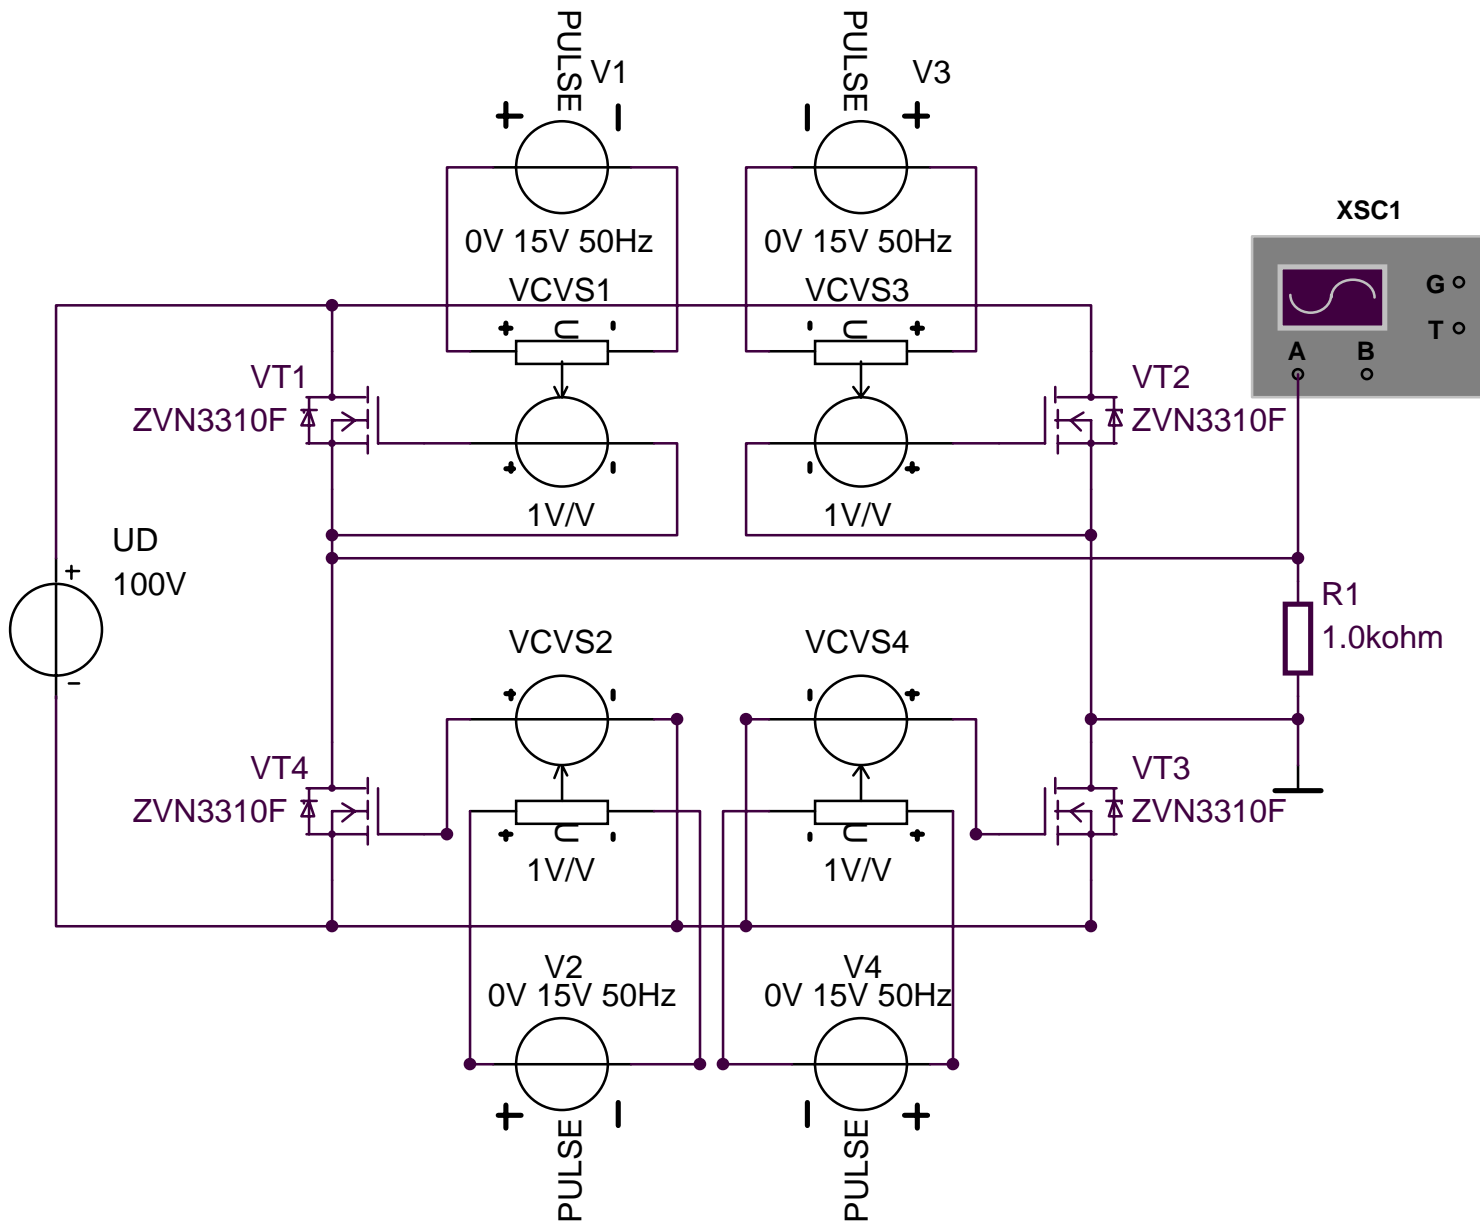 PULSE
V1
+
-
PULSE
V3
-
+
0V 15V 50Hz
0V 15V 50Hz
XSC1
VCVS1
VCVS3
G
T
A
B
+
U
-
-
U
+
VT1
ZVN3310F
VT2
ZVN3310F
+
-
-
+
1V/V
1V/V
UD
100V
+
-
R1
1.0kohm
VCVS2
VCVS4
+
-
-
+
VT4
ZVN3310F
VT3
ZVN3310F
+
U
-
-
U
+
1V/V
1V/V
V2
0V 15V 50Hz
V4
0V 15V 50Hz
+
-
PULSE
-
+
PULSE